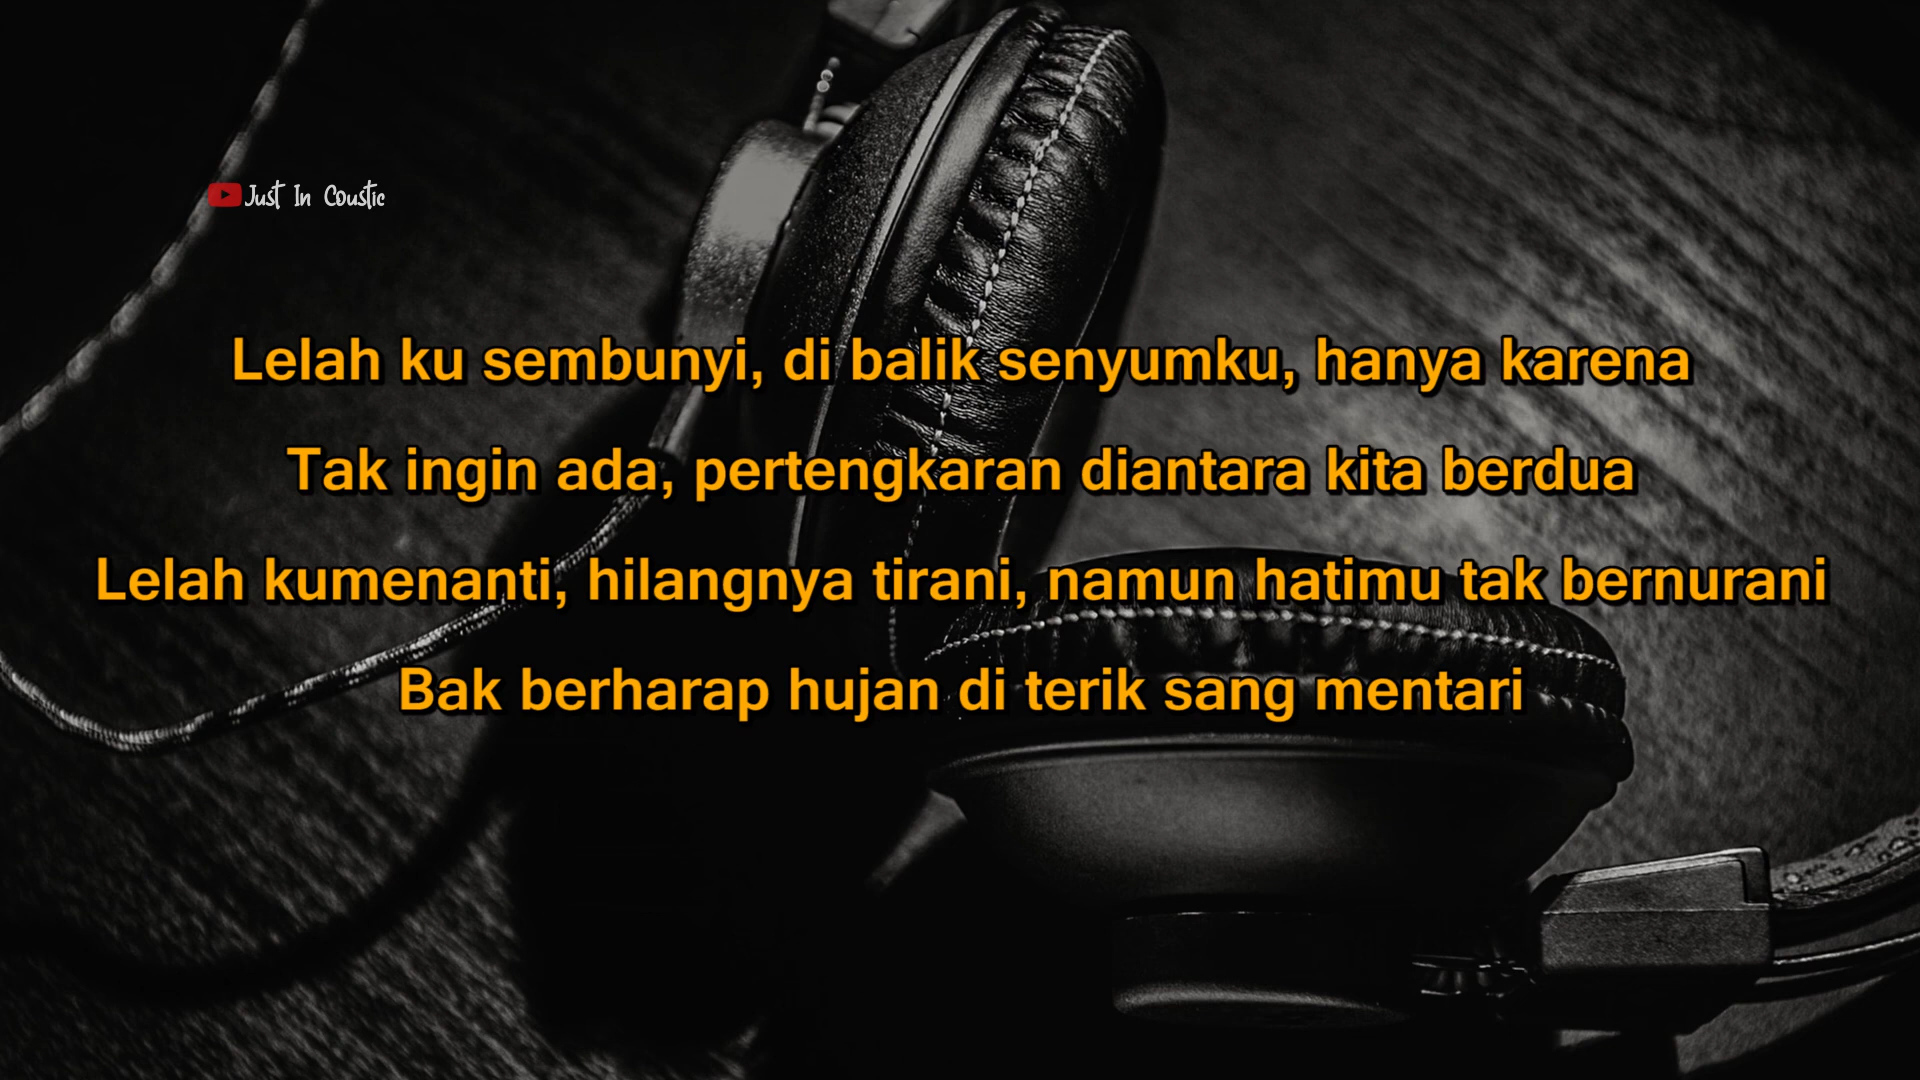 Just In Coustic
Lelah ku sembunyi, di balik senyumku, hanya karena
Tak ingin ada, pertengkaran diantara kita berdua
Lelah kumenanti, hilangnya tirani, namun hatimu tak bernurani
Bak berharap hujan di terik sang mentari